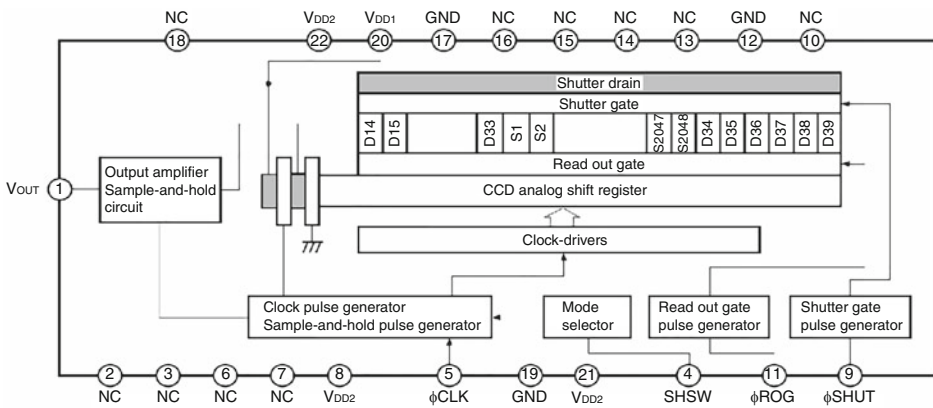 NC VDD2 VDD1 GND NC NC NC NC GND NC
18 22 20 17 16 15 14 13 12 10
Shutter drain
Shutter gate
D14 D15 D33 S1 S2 S2047 S2048 D34 D35 D36 D37 D38 D39
Read out gate
CCD analog shift register
VOUT 1
Output amplifier
Sample-and-hold
circuit
Clock-drivers
Clock pulse generator
Sample-and-hold pulse generator
Mode
selector
Read out gate
pulse generator
Shutter gate
pulse generator
2 3 6 7 8 5 19 21 4 11 9
NC NC NC NC VDD2 ϕCLK GND VDD2 SHSW ϕROG ϕSHUT